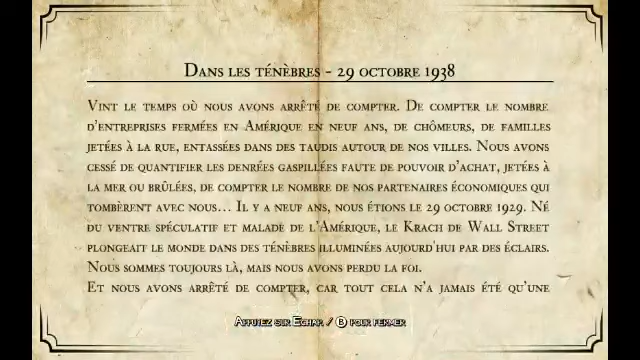 Dans les ténèbres - 29 octobre 1938
Vint le temps où nous avons arrêté de compter. De compter le nombre
d'entreprises fermées en Amérique en neuf ans, de chômeurs, de familles
jetées à la rue, entassées dans des taudis autour de nos villes. Nous avons
cessé de quantifier les denrées gaspillées faute de pouvoir d'achat, jetées à
la mer ou brûlées, de compter le nombre de nos partenaires économiques qui
tombèrent avec nous... Il y a neuf ans, nous étions le 29 octobre 1929. Né
du ventre spéculatif et malade de l'Amérique, le Krach de Wall Street
plongeait le monde dans des ténèbres illuminées aujourd'hui par des éclairs.
Nous sommes toujours là, mais nous avons perdu la foi.
Et nous avons arrêté de compter, car tout cela n'a jamais été qu'une
Appuyez sur Echap. / B pour fermer